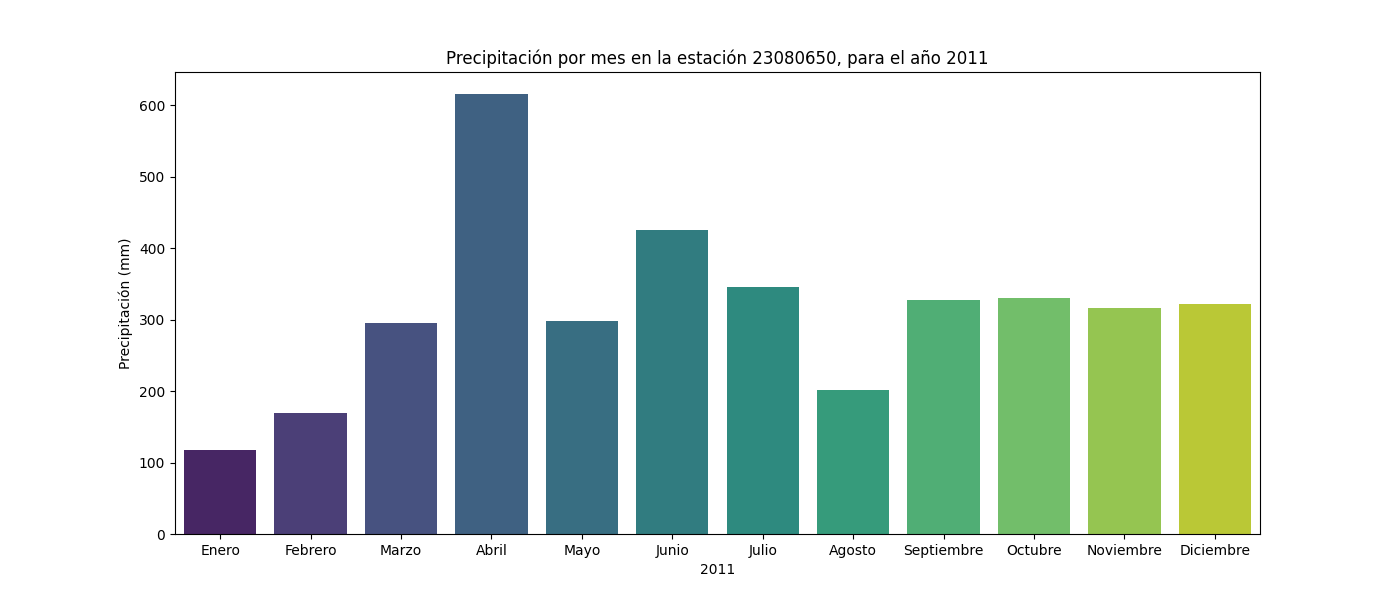 Precipitación por mes en la estación 23080650, para el año 2011
Precipitación (mm)
600
500
400
300
200
100
0
Enero Febrero Marzo Abril Mayo Junio Julio Agosto Septiembre Octubre Noviembre Diciembre
2011